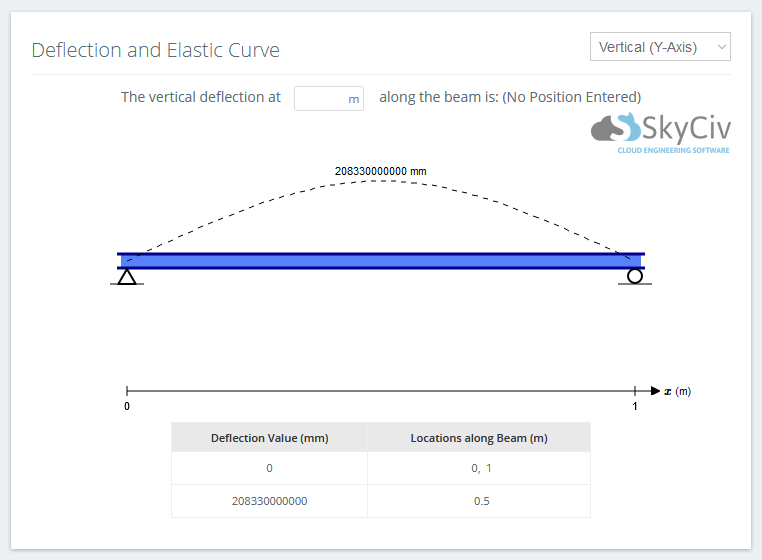 Deflection and Elastic Curve
Vertical (Y-Axis)
The vertical deflection at m along the beam is: (No Position Entered)
SkyCiv
CLOUD ENGINEERING SOFTWARE
208330000000 mm
x (m)
0 1
Deflection Value (mm) Locations along Beam (m)
0 0, 1
208330000000 0.5